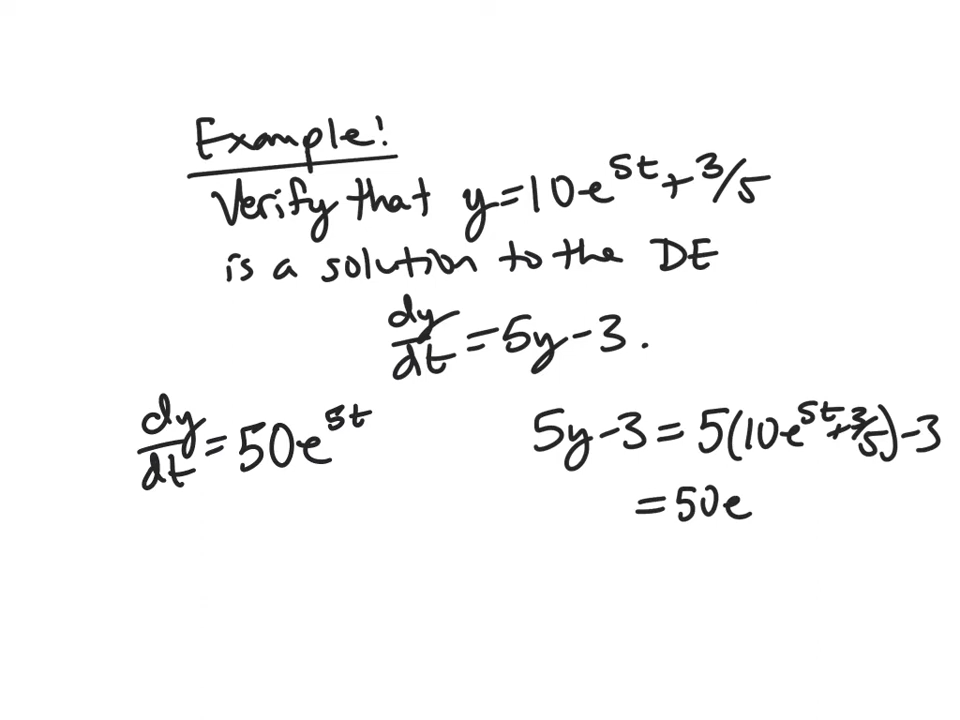 Example!
Verify that y=10e^{5t}+3/5
is a solution to the DE
dy/dt = 5y-3.
dy/dt = 50e^{5t}
5y-3 = 5(10e^{5t}+3/5)-3
= 50e